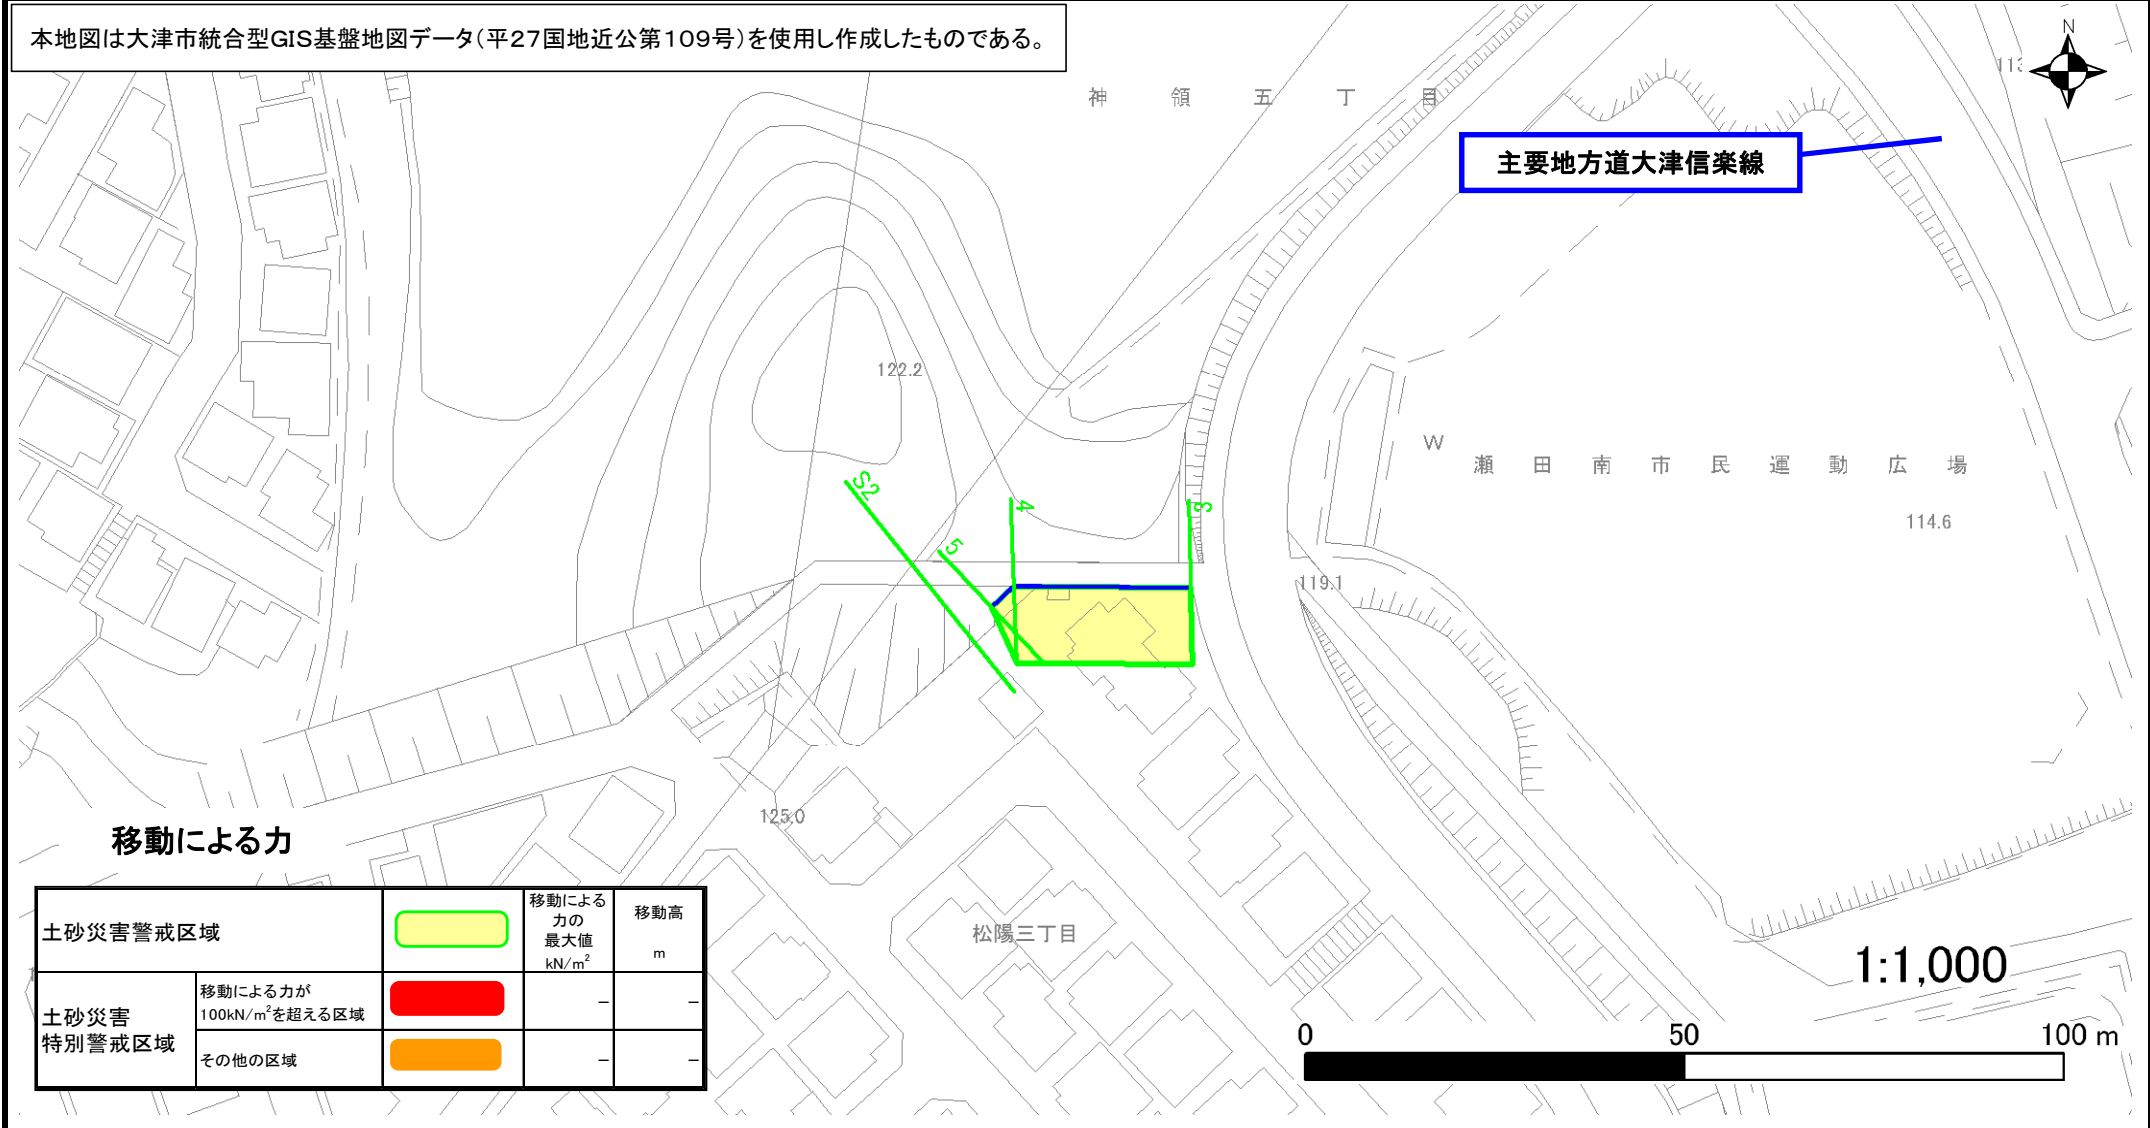 本地図は大津市統合型GIS基盤地図データ(平27国地近公第109号)を使用し作成したものである。
N
神領五丁目
主要地方道大津信楽線
122.2
W
瀬田南市民運動広場
114.6
S2
4
3
5
119.1
125.0
松陽三丁目
移動による力
土砂災害警戒区域
移動による
力の
最大値
kN/m²
移動高
m
土砂災害
特別警戒区域
移動による力が
100kN/m²を超える区域
–
–
その他の区域
–
–
1:1,000
0 50 100 m